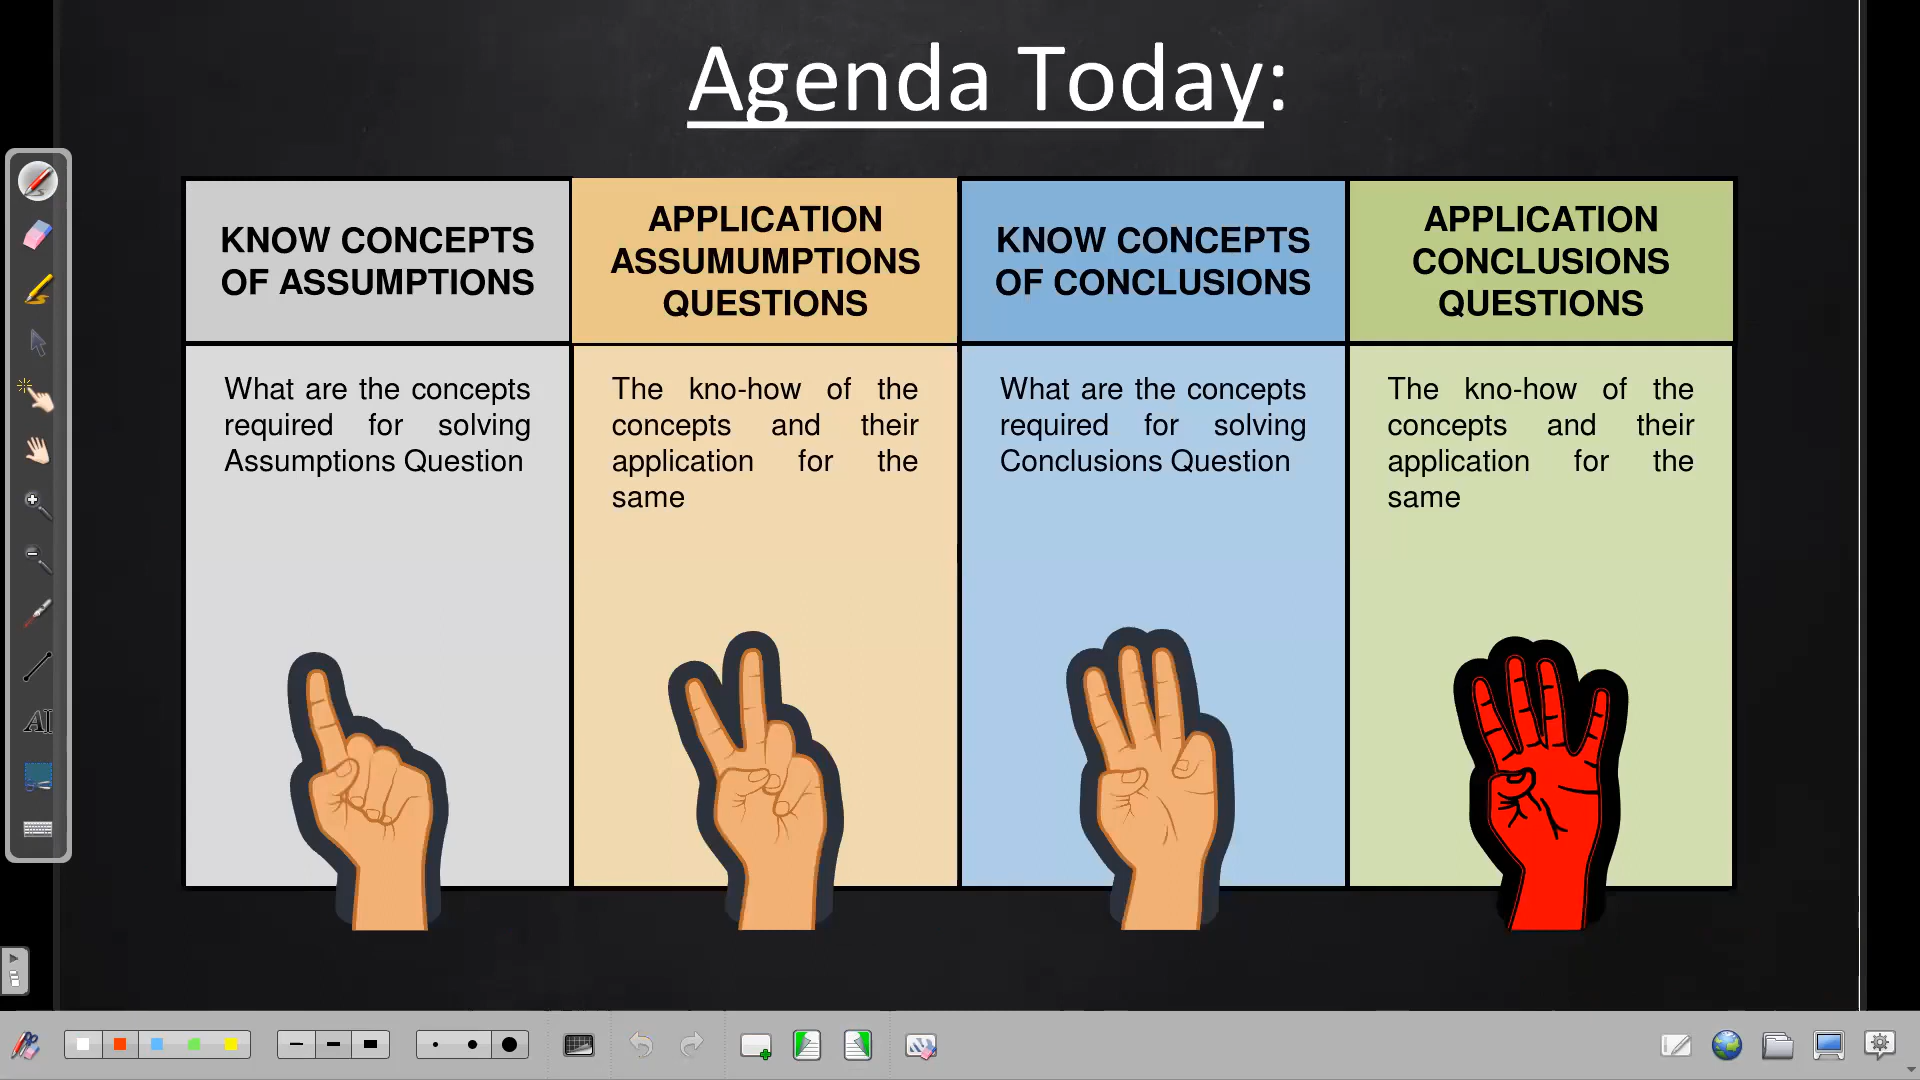 Agenda Today:
KNOW CONCEPTS
OF ASSUMPTIONS
APPLICATION
ASSUMUMPTIONS
QUESTIONS
KNOW CONCEPTS
OF CONCLUSIONS
APPLICATION
CONCLUSIONS
QUESTIONS
What are the concepts
required for solving
Assumptions Question
The kno-how of the
concepts and their
application for the
same
What are the concepts
required for solving
Conclusions Question
The kno-how of the
concepts and their
application for the
same
AI